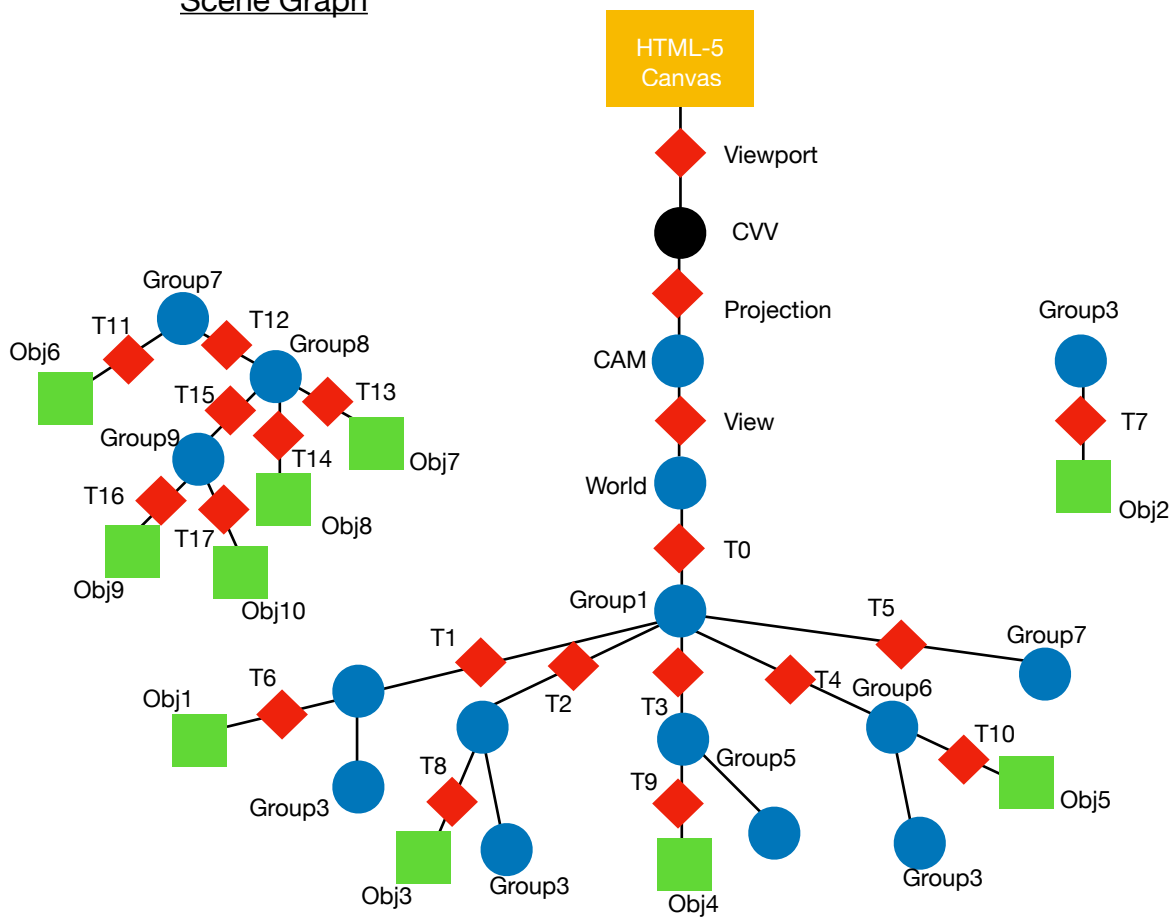 Scene Graph
HTML-5
Canvas
Viewport
CVV
Projection
CAM
View
World
T0
Group7
T11
T12
Obj6
Group8
T15
T13
Group9
T14
Obj7
T16
T17
Obj8
Obj9
Obj10
Group3
T7
Obj2
Group1
T1
T5
Group7
T6
T2
T3
T4
Group6
Obj1
T10
T8
T9
Group5
Group3
Obj5
Obj3
Group3
Obj4
Group3